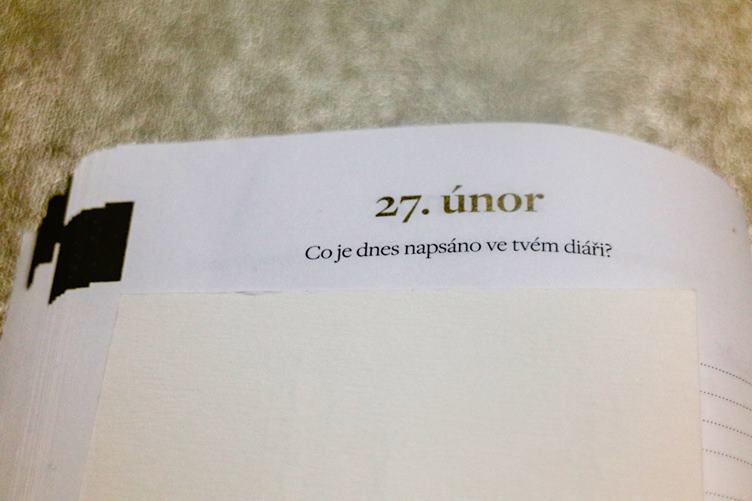 27. únor
Co je dnes napsáno ve tvém diáři?